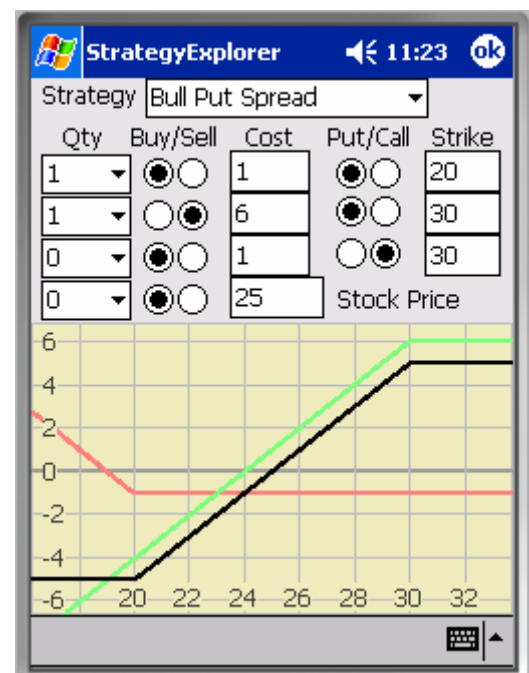 StrategyExplorer 11:23 ok
Strategy Bull Put Spread
Qty Buy/Sell Cost Put/Call Strike
1 1 20
1 6 30
0 1 30
0 25 Stock Price
6
4
2
0
-2
-4
-6 20 22 24 26 28 30 32